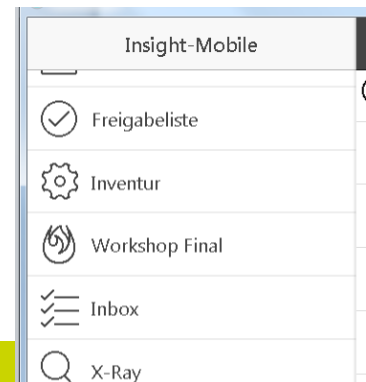 Insight-Mobile
Freigabeliste
Inventur
Workshop Final
Inbox
X-Ray